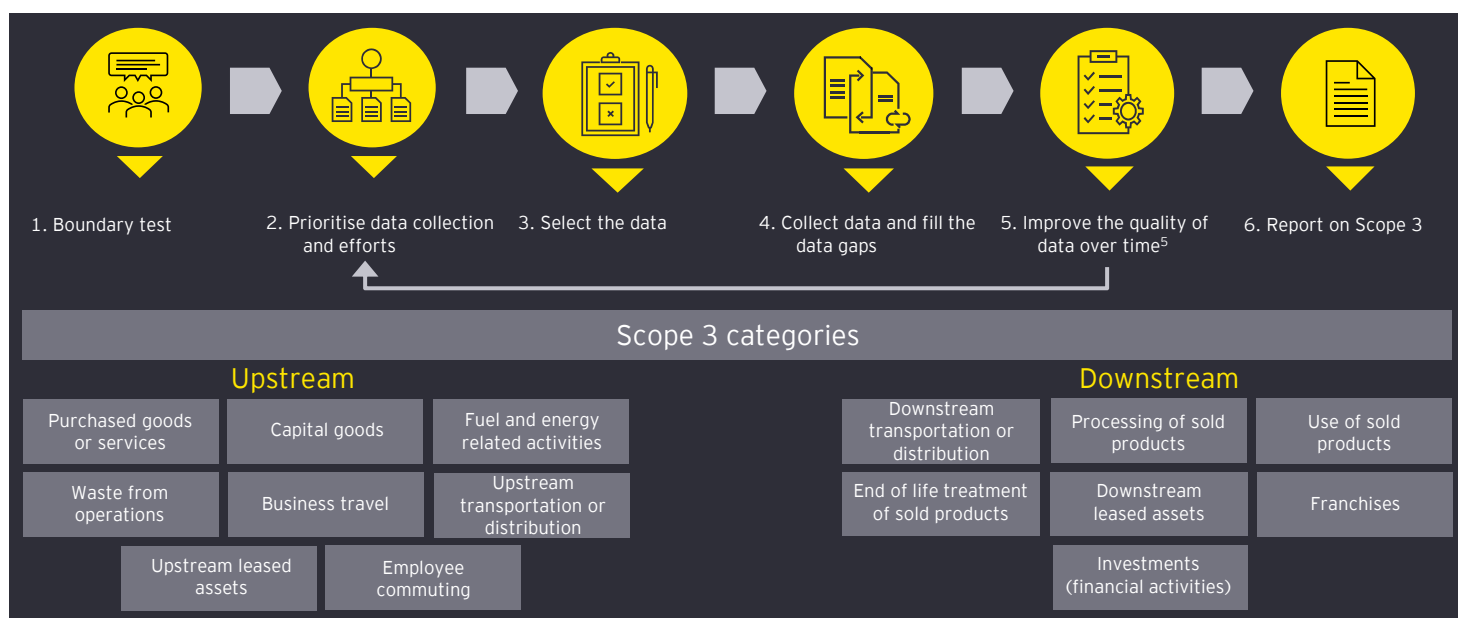 1. Boundary test
2. Prioritise data collection
and efforts
3. Select the data
4. Collect data and fill the
data gaps
5. Improve the quality of
data over time⁵
6. Report on Scope 3
Scope 3 categories
Upstream
Purchased goods
or services
Capital goods
Fuel and energy
related activities
Waste from
operations
Business travel
Upstream
transportation or
distribution
Upstream leased
assets
Employee
commuting
Downstream
Downstream
transportation or
distribution
Processing of sold
products
Use of sold
products
End of life treatment
of sold products
Downstream
leased assets
Franchises
Investments
(financial activities)